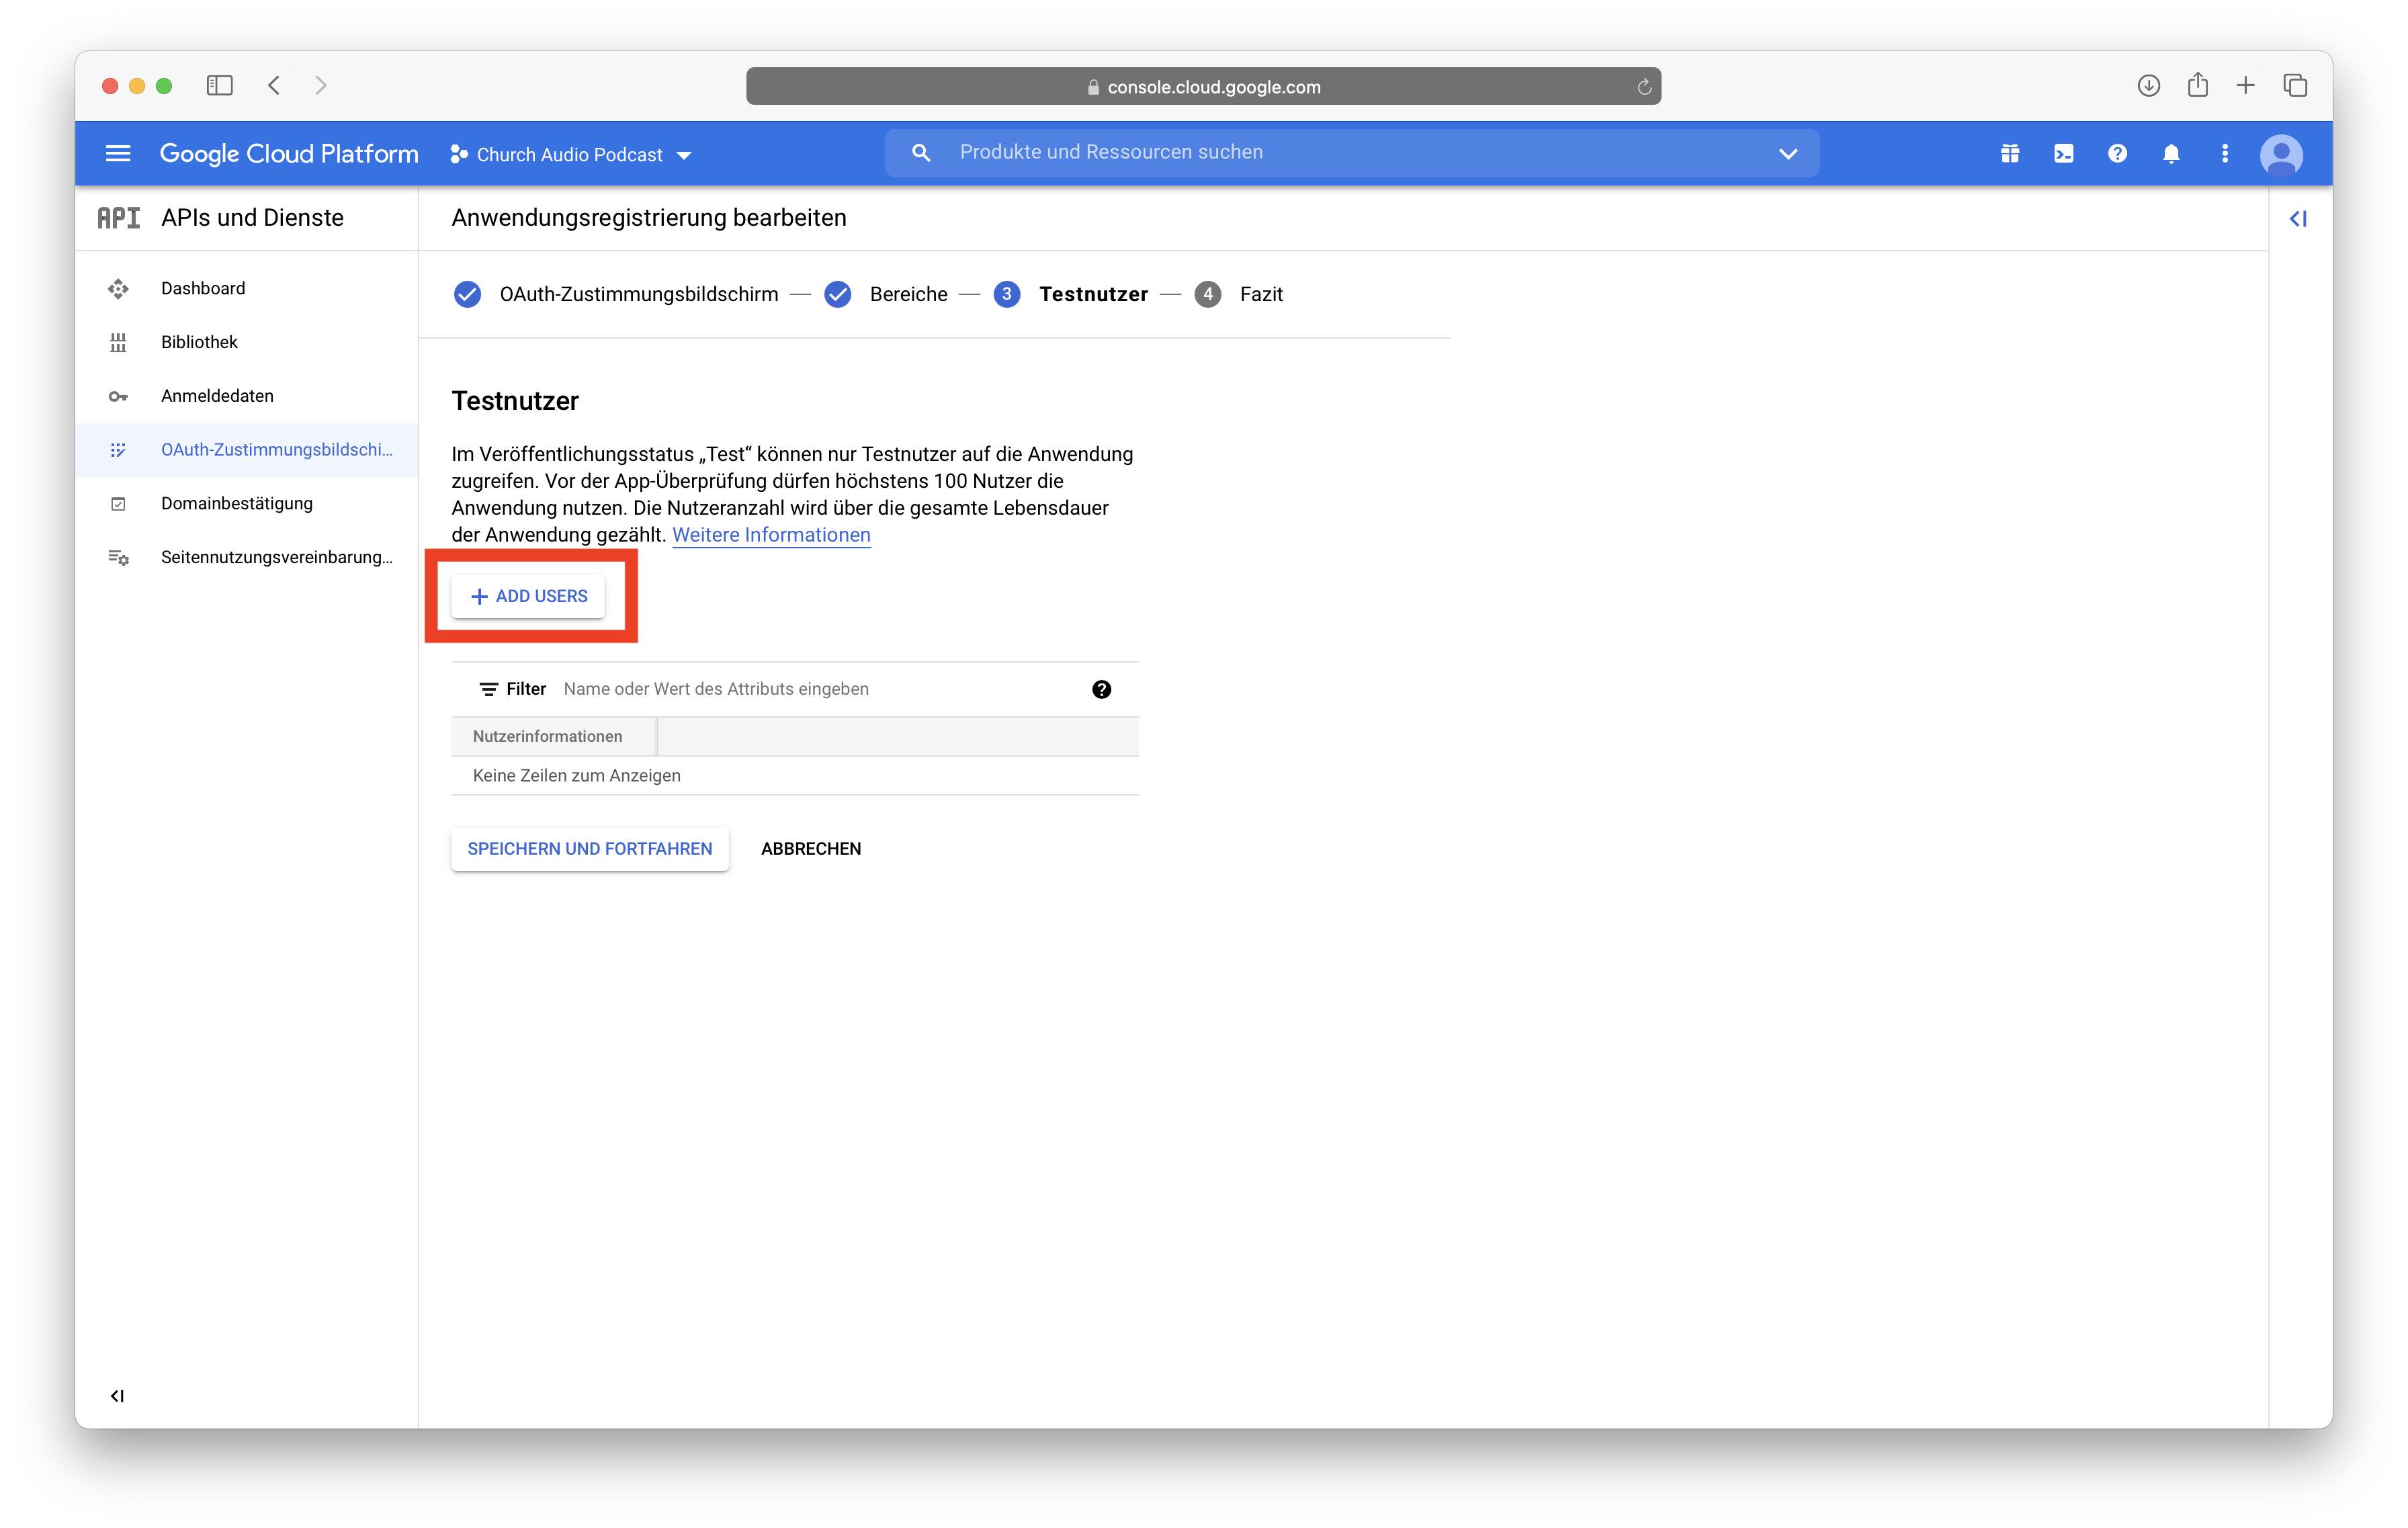 console.cloud.google.com
Google Cloud Platform
Church Audio Podcast
Produkte und Ressourcen suchen
API
APIs und Dienste
Anwendungsregistrierung bearbeiten
Dashboard
Bibliothek
Anmeldedaten
OAuth-Zustimmungsbildschi...
Domainbestätigung
Seitennutzungsvereinbarung...
OAuth-Zustimmungsbildschirm
Bereiche
3
Testnutzer
4
Fazit
Testnutzer
Im Veröffentlichungsstatus „Test“ können nur Testnutzer auf die Anwendung
zugreifen. Vor der App-Überprüfung dürfen höchstens 100 Nutzer die
Anwendung nutzen. Die Nutzeranzahl wird über die gesamte Lebensdauer
der Anwendung gezählt. Weitere Informationen
+ ADD USERS
Filter
Name oder Wert des Attributs eingeben
Nutzerinformationen
Keine Zeilen zum Anzeigen
SPEICHERN UND FORTFAHREN
ABBRECHEN